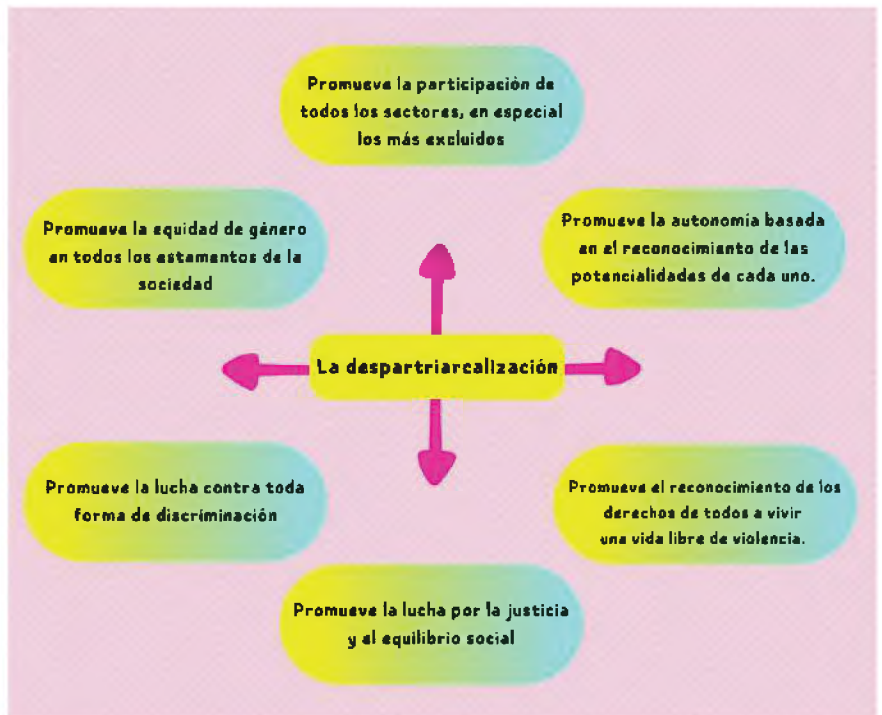 Promueve la participación de
todos los sectores, en especial
los más excluidos
Promueve la equidad de género
en todos los estamentos de la
sociedad
Promueve la autonomía basada
en el reconocimiento de las
potencialidades de cada uno.
La despartriarcalización
Promueve la lucha contra toda
forma de discriminación
Promueve el reconocimiento de los
derechos de todos a vivir
una vida libre de violencia.
Promueve la lucha por la justicia
y el equilibrio social